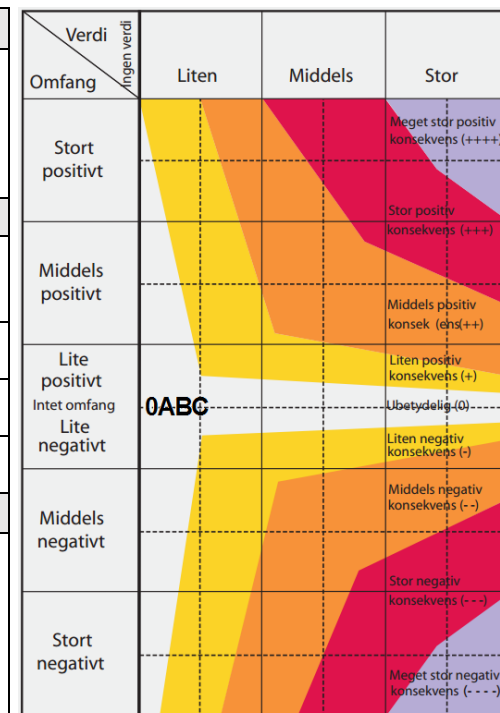 Verdi
Ingen verdi
Omfang
Liten
Middels
Stor
Stort
positivt
Meget stor positiv
konsekvens (++++)
Stor positiv
konsekvens (+++)
Middels
positivt
Middels positiv
konsek (ens(++)
Lite
positivt
Liten positiv
konsekvens (+)
Intet omfang
0ABC
Ubetydelig (0)
Lite
negativt
Liten negativ
konsekvens (-)
Middels
negativt
Middels negativ
konsekvens (- -)
Stor negativ
konsekvens (- - -)
Stort
negativt
Meget stor negativ
konsekvens (- - - -)